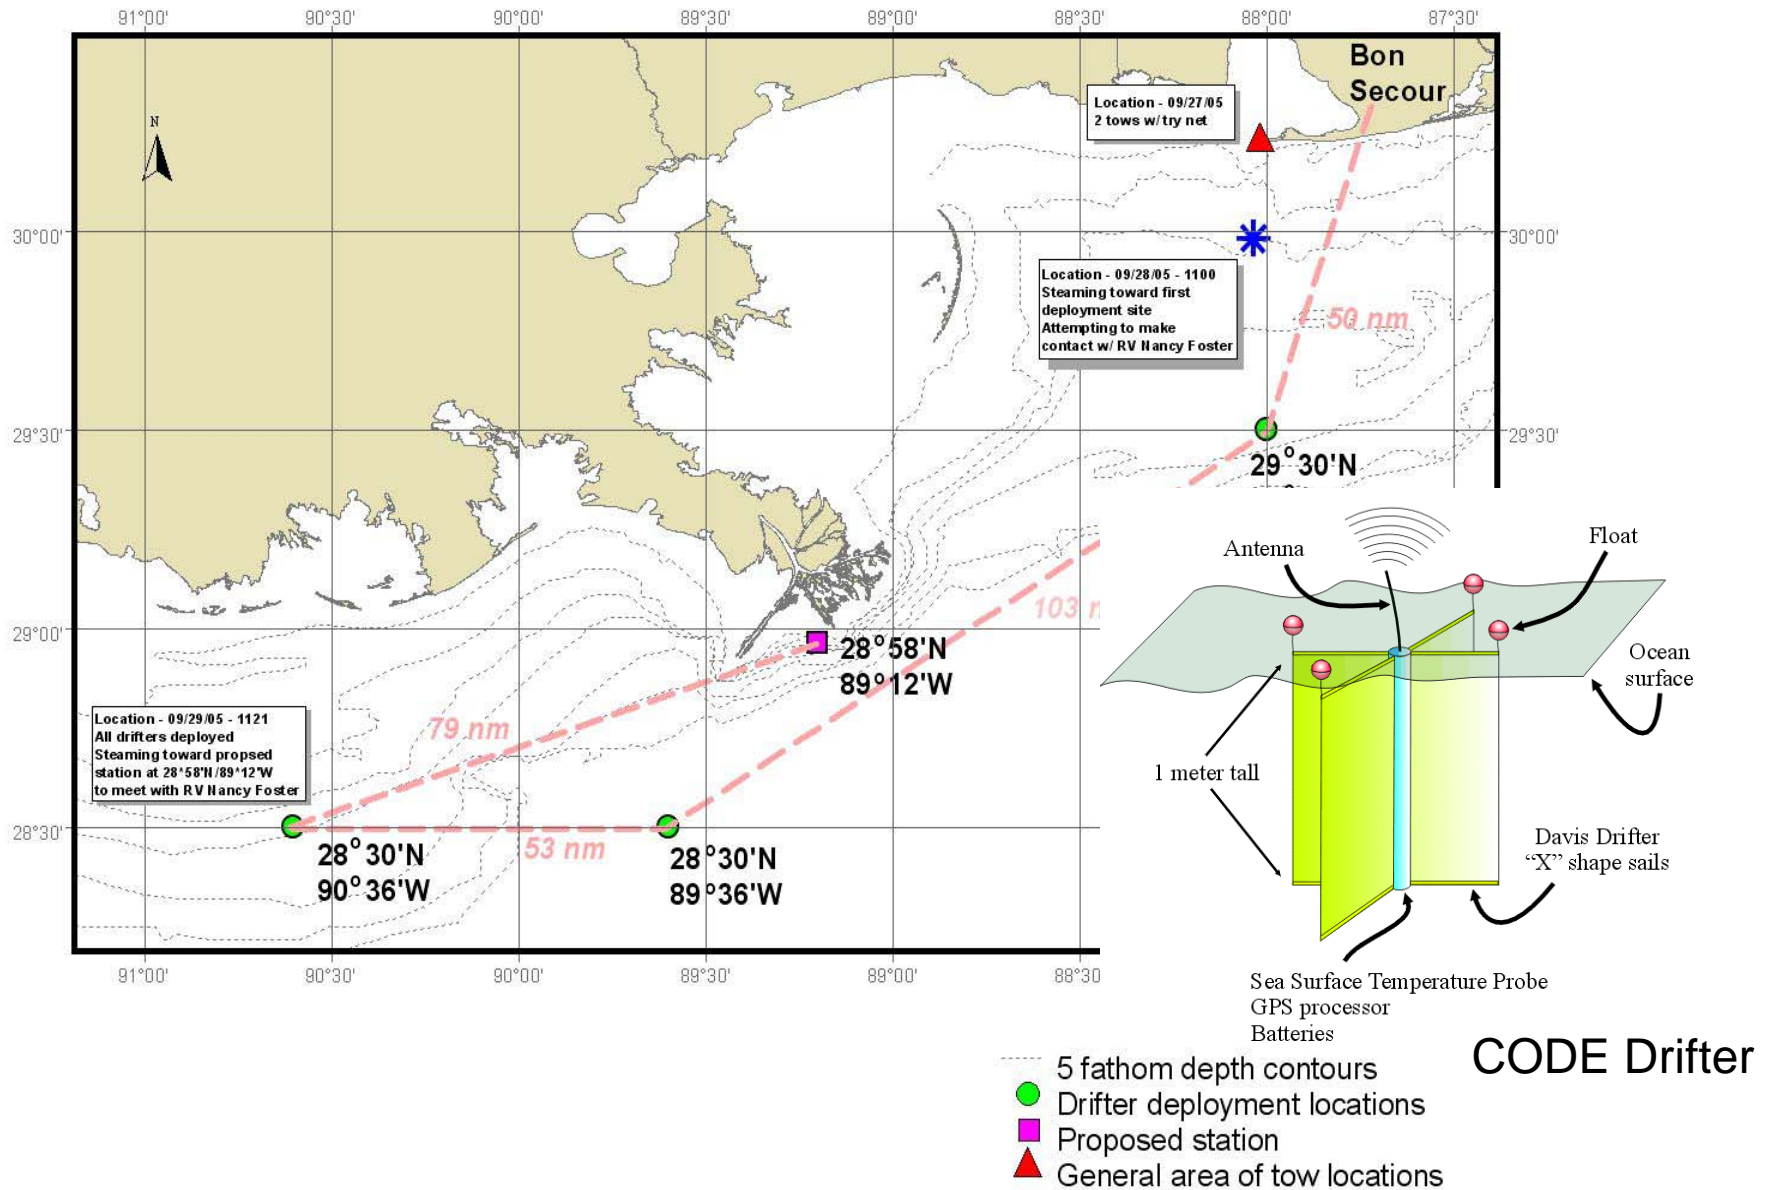 91°00' 90°30' 90°00' 89°30' 89°00' 88°30' 88°00' 87°30'
Bon
Secour
Location - 09/27/05
2 tows w/ try net
N
30°00'
30°00'
Location - 09/28/05 - 1100
Steaming toward first
deployment site
Attempting to make
contact w/ RV Nancy Foster
50 nm
29°30'
29°30'
29°30'N
Antenna
Float
103 n
29°00'
28°58'N
89°12'W
Ocean
surface
Location - 09/29/05 - 1121
All drifters deployed
Steaming toward propsed
station at 28°58'N/89°12'W
to meet with RV Nancy Foster
79 nm
1 meter tall
28°30'
53 nm
28°30'N
90°36'W
28°30'N
89°36'W
Davis Drifter
“X” shape sails
91°00' 90°30' 90°00' 89°30' 89°00' 88°30'
Sea Surface Temperature Probe
GPS processor
Batteries
CODE Drifter
5 fathom depth contours
Drifter deployment locations
Proposed station
General area of tow locations